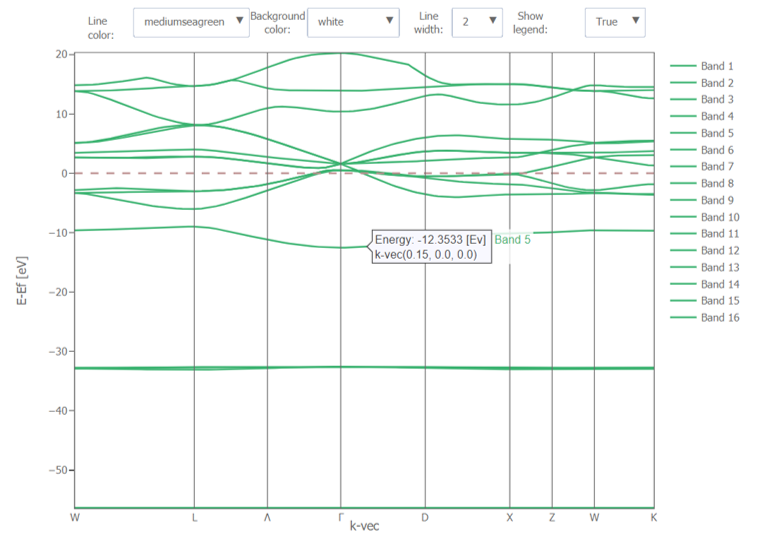 Line color:
mediumseagreen ▼
Background color:
white ▼
Line width:
2 ▼
Show legend:
True ▼
20
10
0
−10
−20
−30
−40
−50
E-Ef [eV]
Energy: -12.3533 [Ev]
k-vec(0.15, 0.0, 0.0)
Band 5
W L Λ Γ D X Z W K
k-vec
Band 1
Band 2
Band 3
Band 4
Band 5
Band 6
Band 7
Band 8
Band 9
Band 10
Band 11
Band 12
Band 13
Band 14
Band 15
Band 16